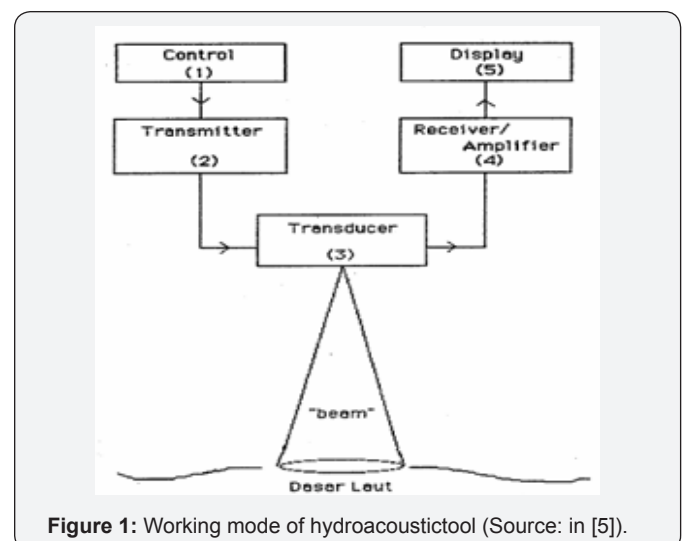 Control
(1)
Display
(5)
Transmitter
(2)
Receiver/
Amplifier
(4)
Transducer
(3)
"beam"
Dasar Laut
Figure 1: Working mode of hydroacoustictool (Source: in [5]).